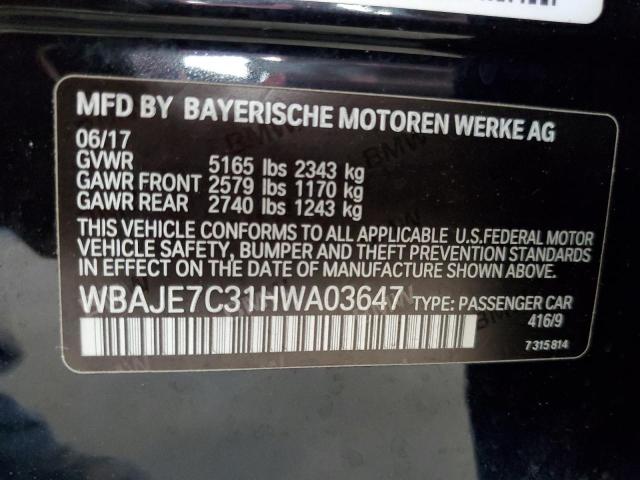 MFD BY BAYERISCHE MOTOREN WERKE AG
06/17
GVWR 5165 lbs 2343 kg
GAWR FRONT 2579 lbs 1170 kg
GAWR REAR 2740 lbs 1243 kg
THIS VEHICLE CONFORMS TO ALL APPLICABLE U.S.FEDERAL MOTOR
VEHICLE SAFETY, BUMPER AND THEFT PREVENTION STANDARDS
IN EFFECT ON THE DATE OF MANUFACTURE SHOWN ABOVE.
WBAJE7C31HWA03647 TYPE: PASSENGER CAR
416/9
7315814